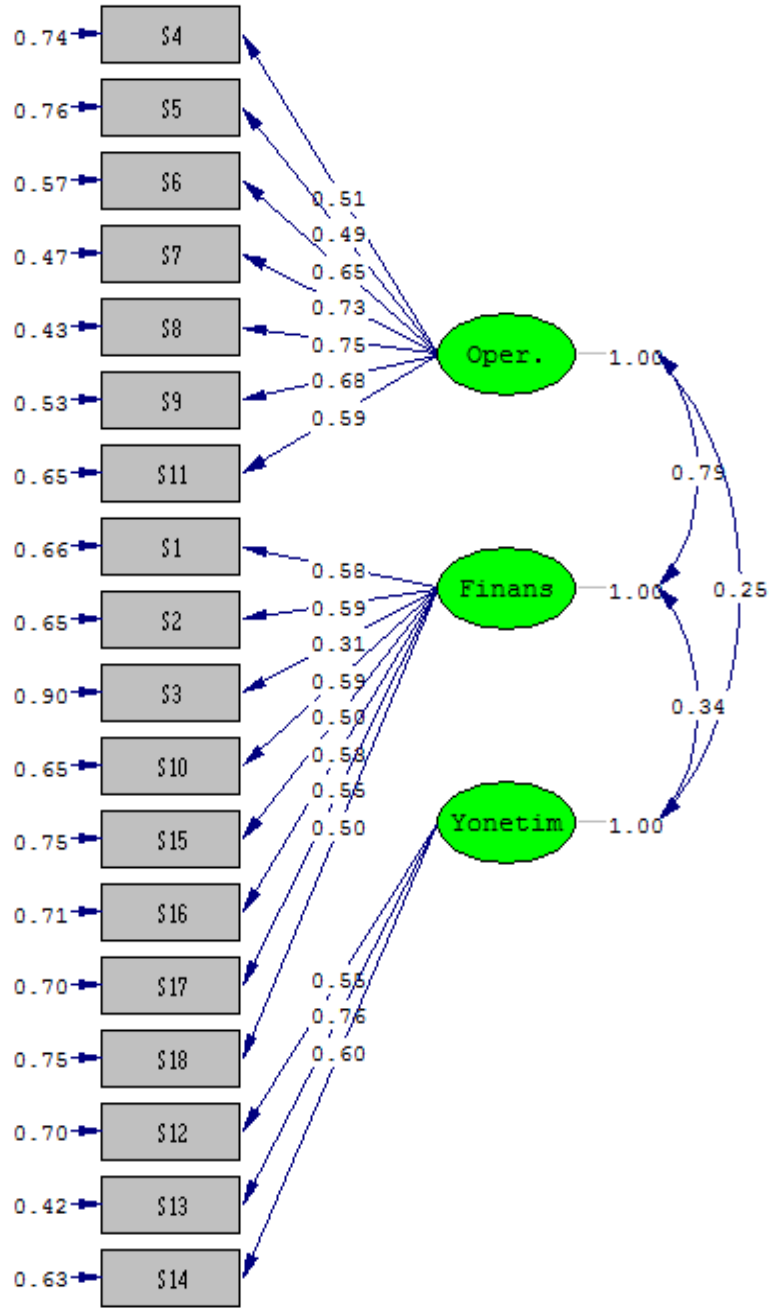 0.74 S4
0.76 S5
0.57 S6
0.47 S7
0.43 S8
0.53 S9
0.65 S11
0.66 S1
0.65 S2
0.90 S3
0.65 S10
0.75 S15
0.71 S16
0.70 S17
0.75 S18
0.70 S12
0.42 S13
0.63 S14
0.51
0.49
0.65
0.73
0.75
0.68
0.59
0.58
0.59
0.31
0.59
0.50
0.55
0.50
0.55
0.76
0.60
Oper. 1.00
Finans 1.00
Yonetim 1.00
0.79
0.25
0.34